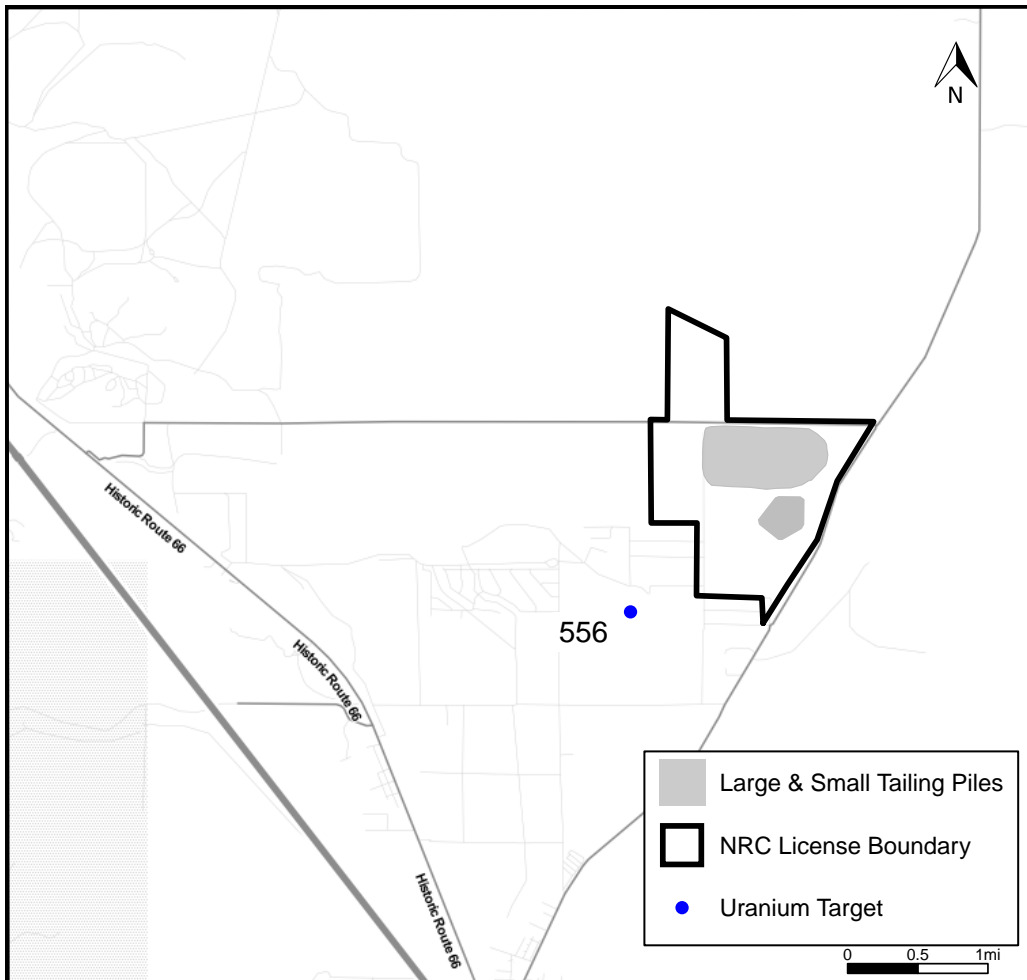 N
Historic Route 66
Historic Route 66
556
Historic Route 66
Large & Small Tailing Piles
NRC License Boundary
Uranium Target
0 0.5 1mi